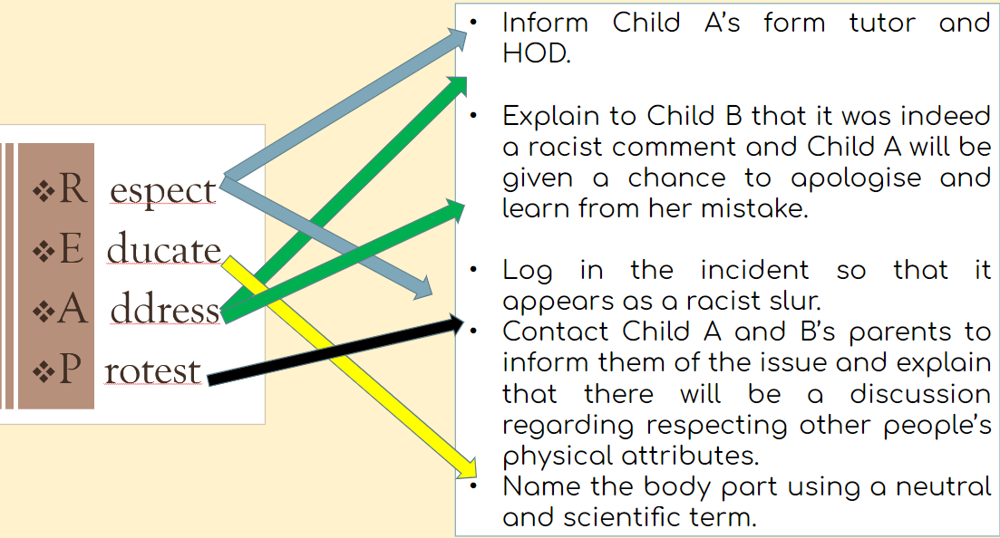 ❖R espect
❖E ducate
❖A ddress
❖P rotest
• Inform Child A’s form tutor and
HOD.
• Explain to Child B that it was indeed
a racist comment and Child A will be
given a chance to apologise and
learn from her mistake.
• Log in the incident so that it
appears as a racist slur.
• Contact Child A and B’s parents to
inform them of the issue and explain
that there will be a discussion
regarding respecting other people’s
physical attributes.
• Name the body part using a neutral
and scientific term.